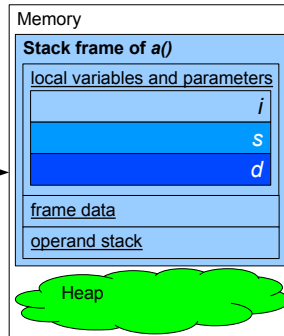 Memory
Stack frame of a()
local variables and parameters
i
s
d
frame data
operand stack
Heap